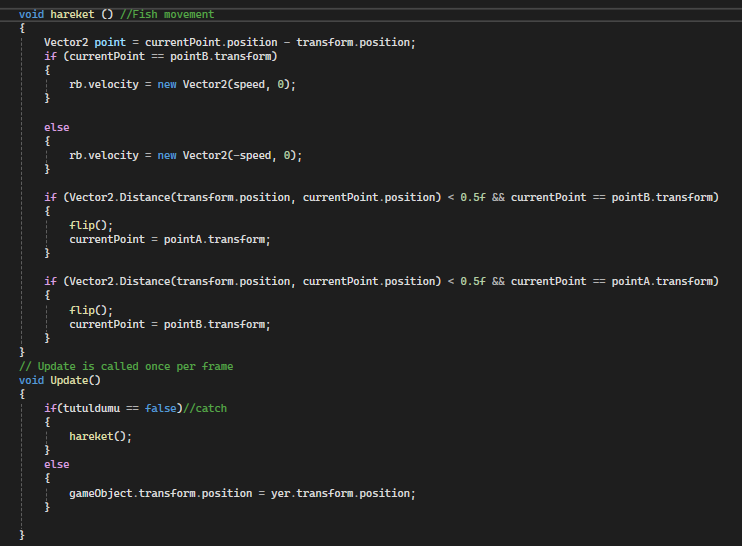 void hareket () //Fish movement
{
Vector2 point = currentPoint.position - transform.position;
if (currentPoint == pointB.transform)
{
rb.velocity = new Vector2(speed, 0);
}
else
{
rb.velocity = new Vector2(-speed, 0);
}
if (Vector2.Distance(transform.position, currentPoint.position) < 0.5f && currentPoint == pointB.transform)
{
flip();
currentPoint = pointA.transform;
}
if (Vector2.Distance(transform.position, currentPoint.position) < 0.5f && currentPoint == pointA.transform)
{
flip();
currentPoint = pointB.transform;
}
}
// Update is called once per frame
void Update()
{
if(tutuldumu == false)//catch
{
hareket();
}
else
{
gameObject.transform.position = yer.transform.position;
}
}